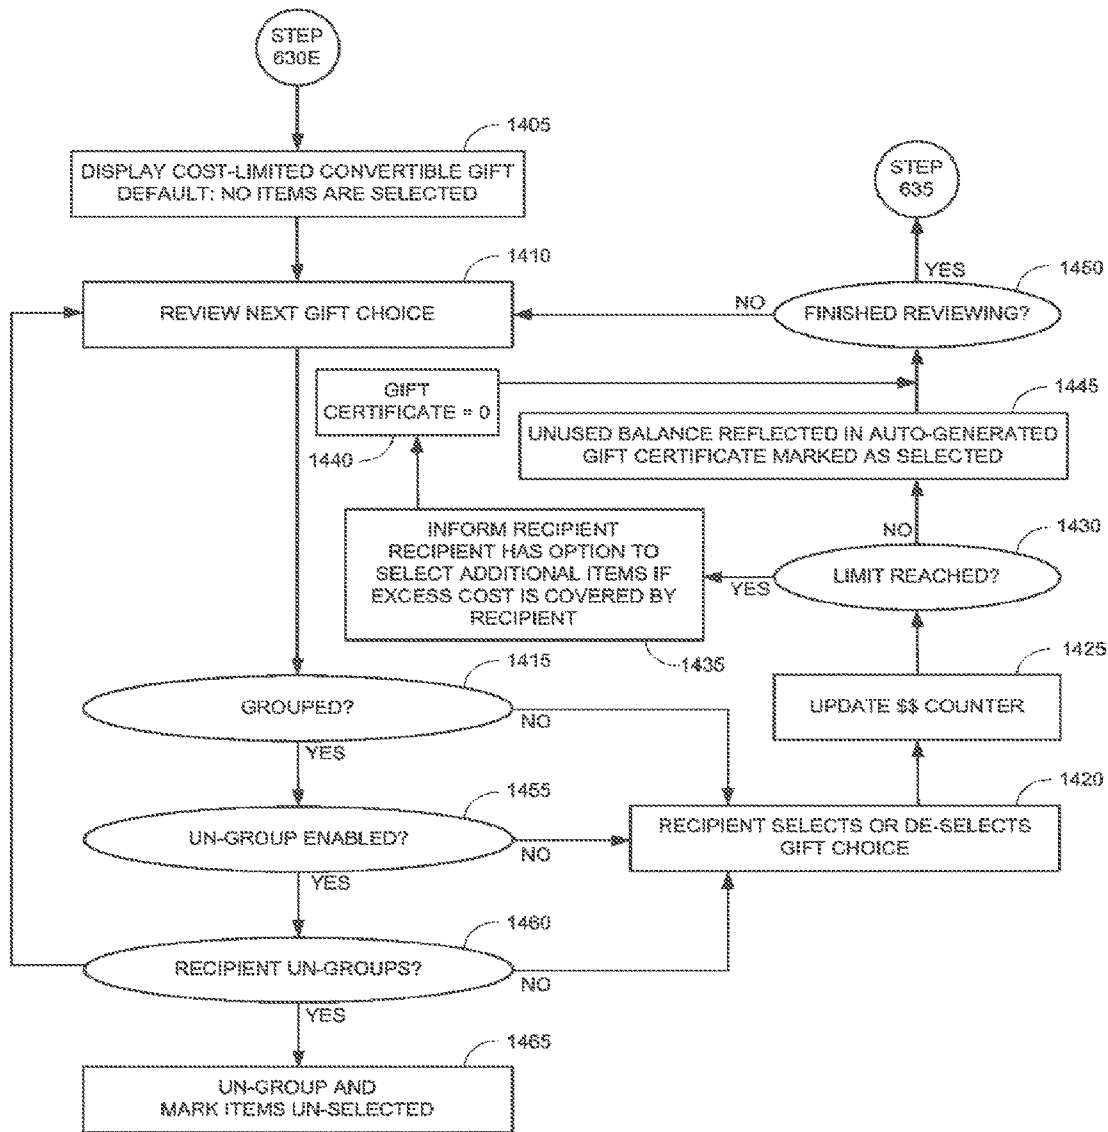 STEP
630E
1405
DISPLAY COST-LIMITED CONVERTIBLE GIFT
DEFAULT: NO ITEMS ARE SELECTED
STEP
635
1410
REVIEW NEXT GIFT CHOICE
YES
1450
NO
FINISHED REVIEWING?
GIFT
CERTIFICATE = 0
1440
1445
UNUSED BALANCE REFLECTED IN AUTO-GENERATED
GIFT CERTIFICATE MARKED AS SELECTED
NO
1430
LIMIT REACHED?
YES
INFORM RECIPIENT
RECIPIENT HAS OPTION TO
SELECT ADDITIONAL ITEMS IF
EXCESS COST IS COVERED BY
RECIPIENT
1435
1425
UPDATE $$ COUNTER
1415
GROUPED?
NO
YES
1420
RECIPIENT SELECTS OR DE-SELECTS
GIFT CHOICE
1455
UN-GROUP ENABLED?
NO
YES
1460
RECIPIENT UN-GROUPS?
NO
YES
1465
UN-GROUP AND
MARK ITEMS UN-SELECTED